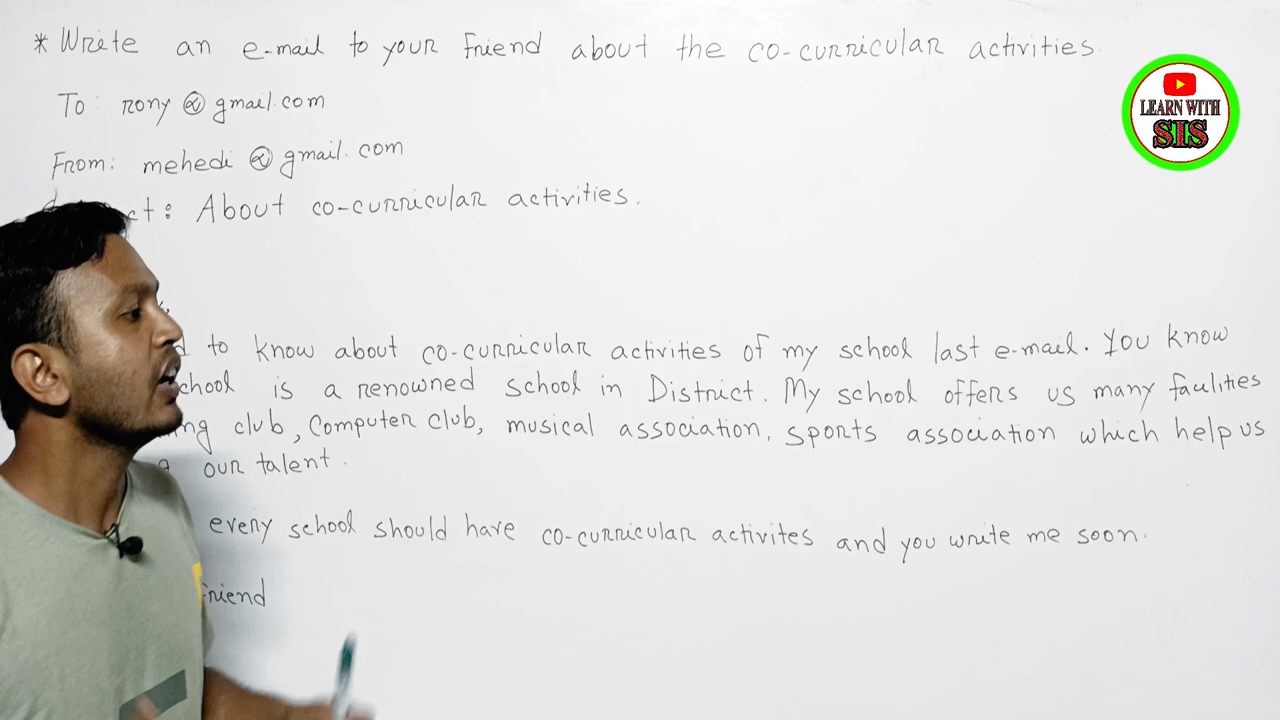 * Write an e-mail to your friend about the co-curricular activities.
LEARN WITH
SIS
To: rony @ gmail.com
From: mehedi @ gmail.com
: About co-curricular activities.
to know about co-curricular activities of my school last e-mail. You know
is a renowned school in District. My school offers us many facilities
club, Computer club, musical association, sports association which help us
our talent.
every school should have co-curricular activites and you write me soon.
friend